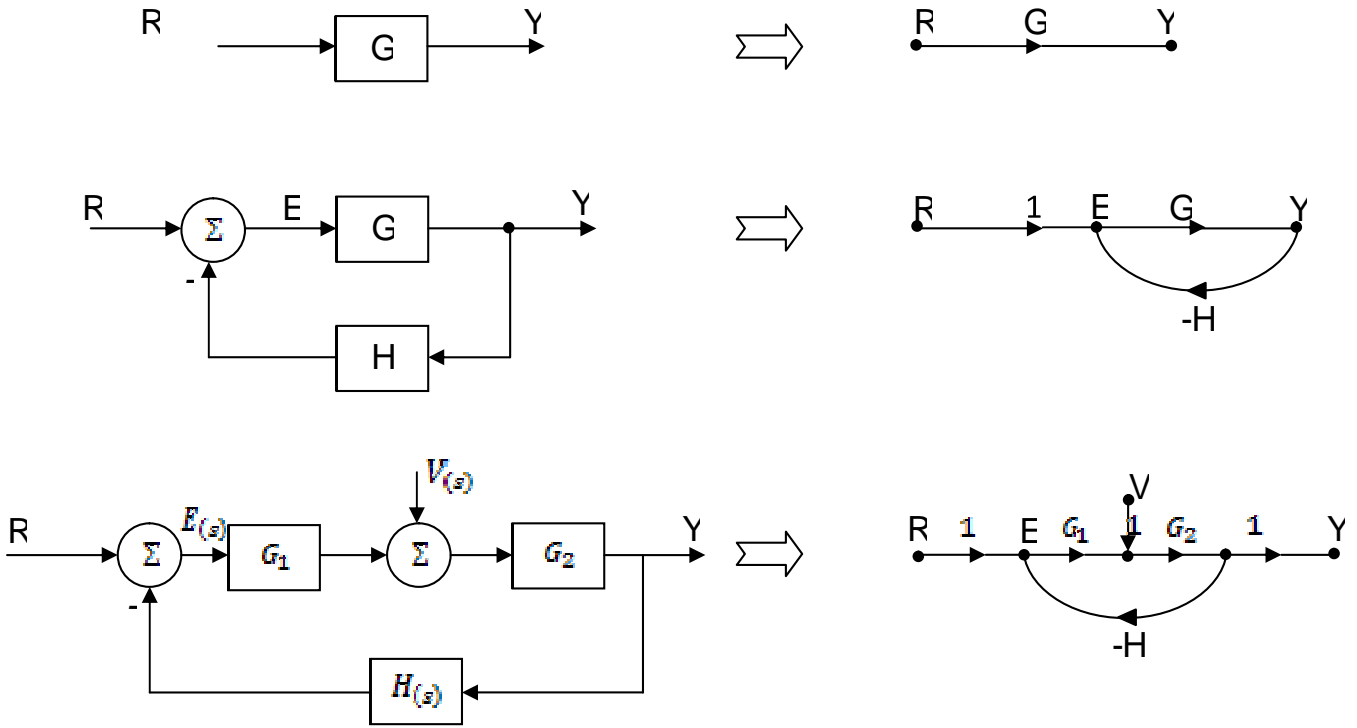 R G Y R G Y
R Σ E G Y R 1 E G Y
-
H -H
V(s) V
R Σ E(s) G1 Σ G2 Y R 1 E G1 1 G2 1 Y
-
H(s) -H